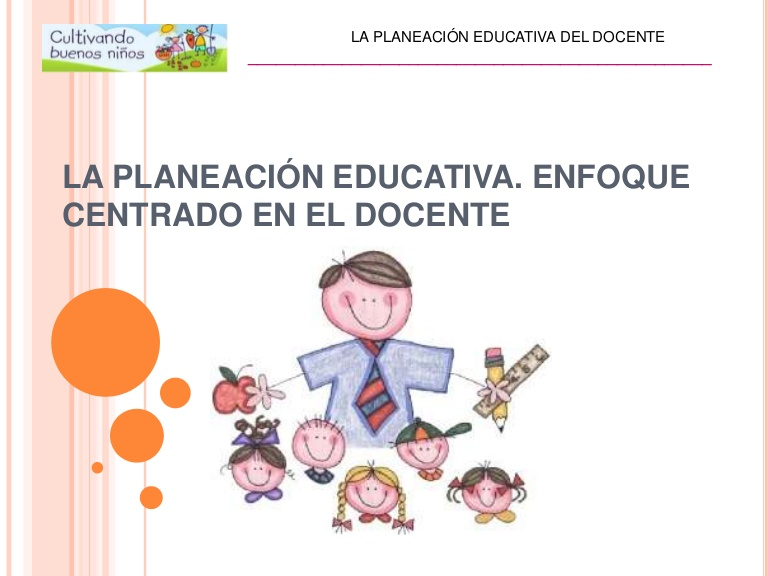 Cultivando
buenos niños
LA PLANEACIÓN EDUCATIVA DEL DOCENTE
LA PLANEACIÓN EDUCATIVA. ENFOQUE
CENTRADO EN EL DOCENTE